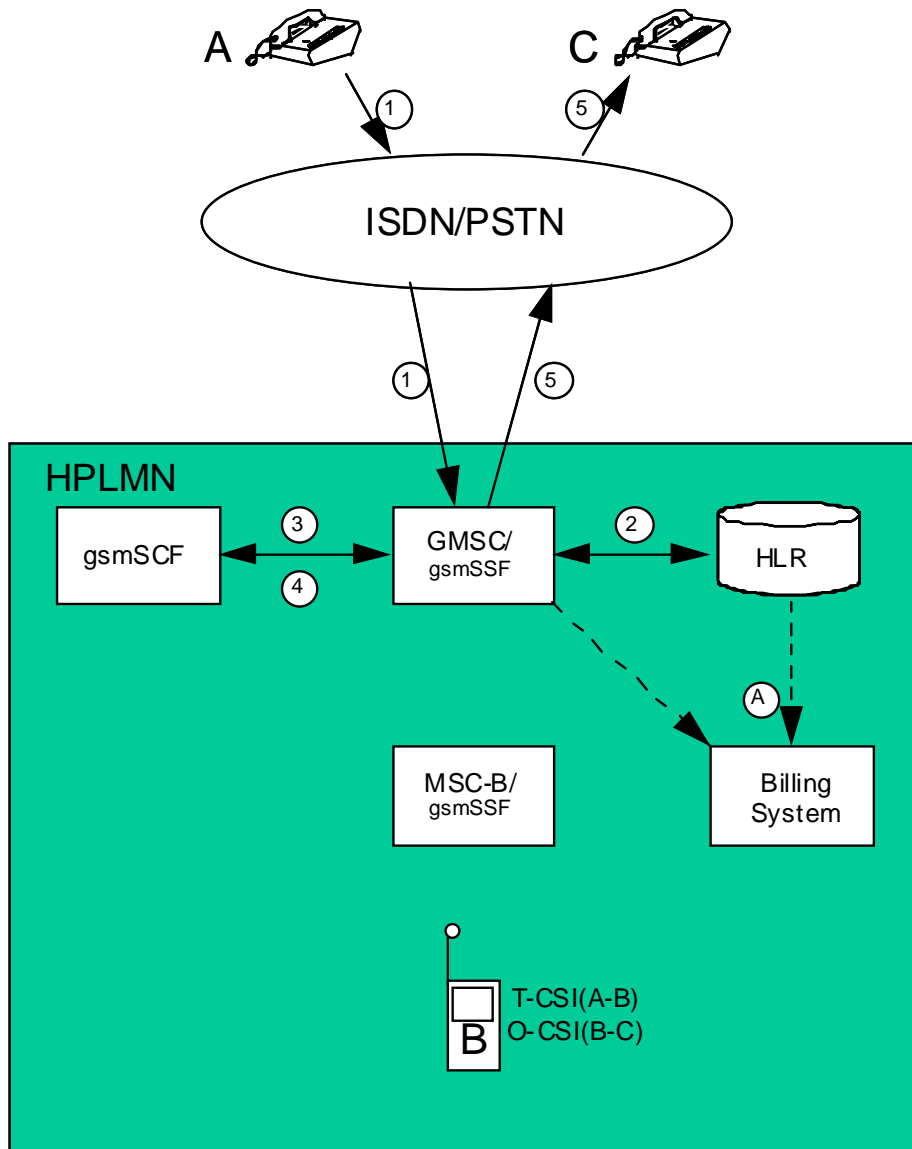 A
C
1
5
ISDN/PSTN
1
5
HPLMN
gsmSCF
3
4
GMSC/
gsmSSF
2
HLR
A
MSC-B/
gsmSSF
Billing
System
T-CSI(A-B)
O-CSI(B-C)
B